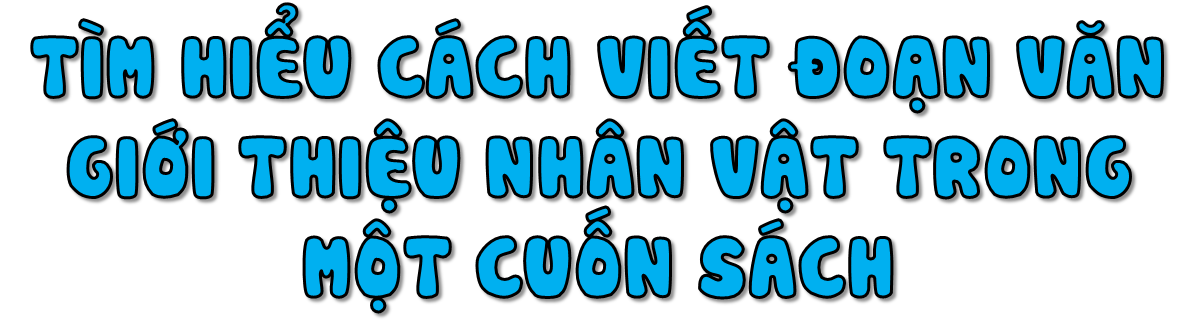 TÌM HIỂU CÁCH VIẾT ĐOẠN VĂN
GIỚI THIỆU NHÂN VẬT TRONG
MỘT CUỐN SÁCH